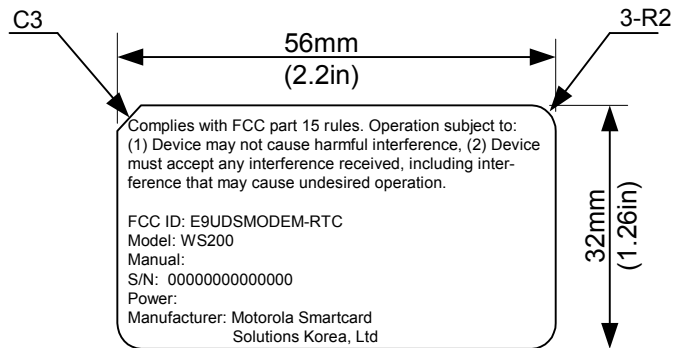 C3
3-R2
56mm
(2.2in)
Complies with FCC part 15 rules. Operation subject to:
(1) Device may not cause harmful interference, (2) Device
must accept any interference received, including inter-
ference that may cause undesired operation.
FCC ID: E9UDSMODEM-RTC
Model: WS200
Manual:
S/N: 00000000000000
Power:
Manufacturer: Motorola Smartcard
Solutions Korea, Ltd
32mm
(1.26in)